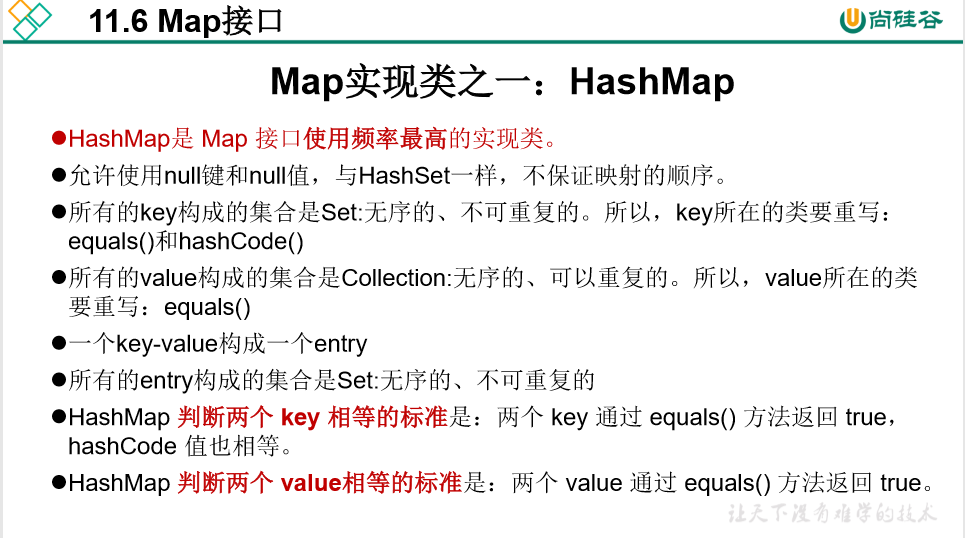 11.6 Map接口
尚硅谷
Map实现类之一：HashMap
●HashMap是 Map 接口使用频率最高的实现类。
●允许使用null键和null值，与HashSet一样，不保证映射的顺序。
●所有的key构成的集合是Set:无序的、不可重复的。所以，key所在的类要重写：
equals()和hashCode()
●所有的value构成的集合是Collection:无序的、可以重复的。所以，value所在的类
要重写：equals()
●一个key-value构成一个entry
●所有的entry构成的集合是Set:无序的、不可重复的
●HashMap 判断两个 key 相等的标准是：两个 key 通过 equals() 方法返回 true，
hashCode 值也相等。
●HashMap 判断两个 value相等的标准是：两个 value 通过 equals() 方法返回 true。
让天下没有难学的技术